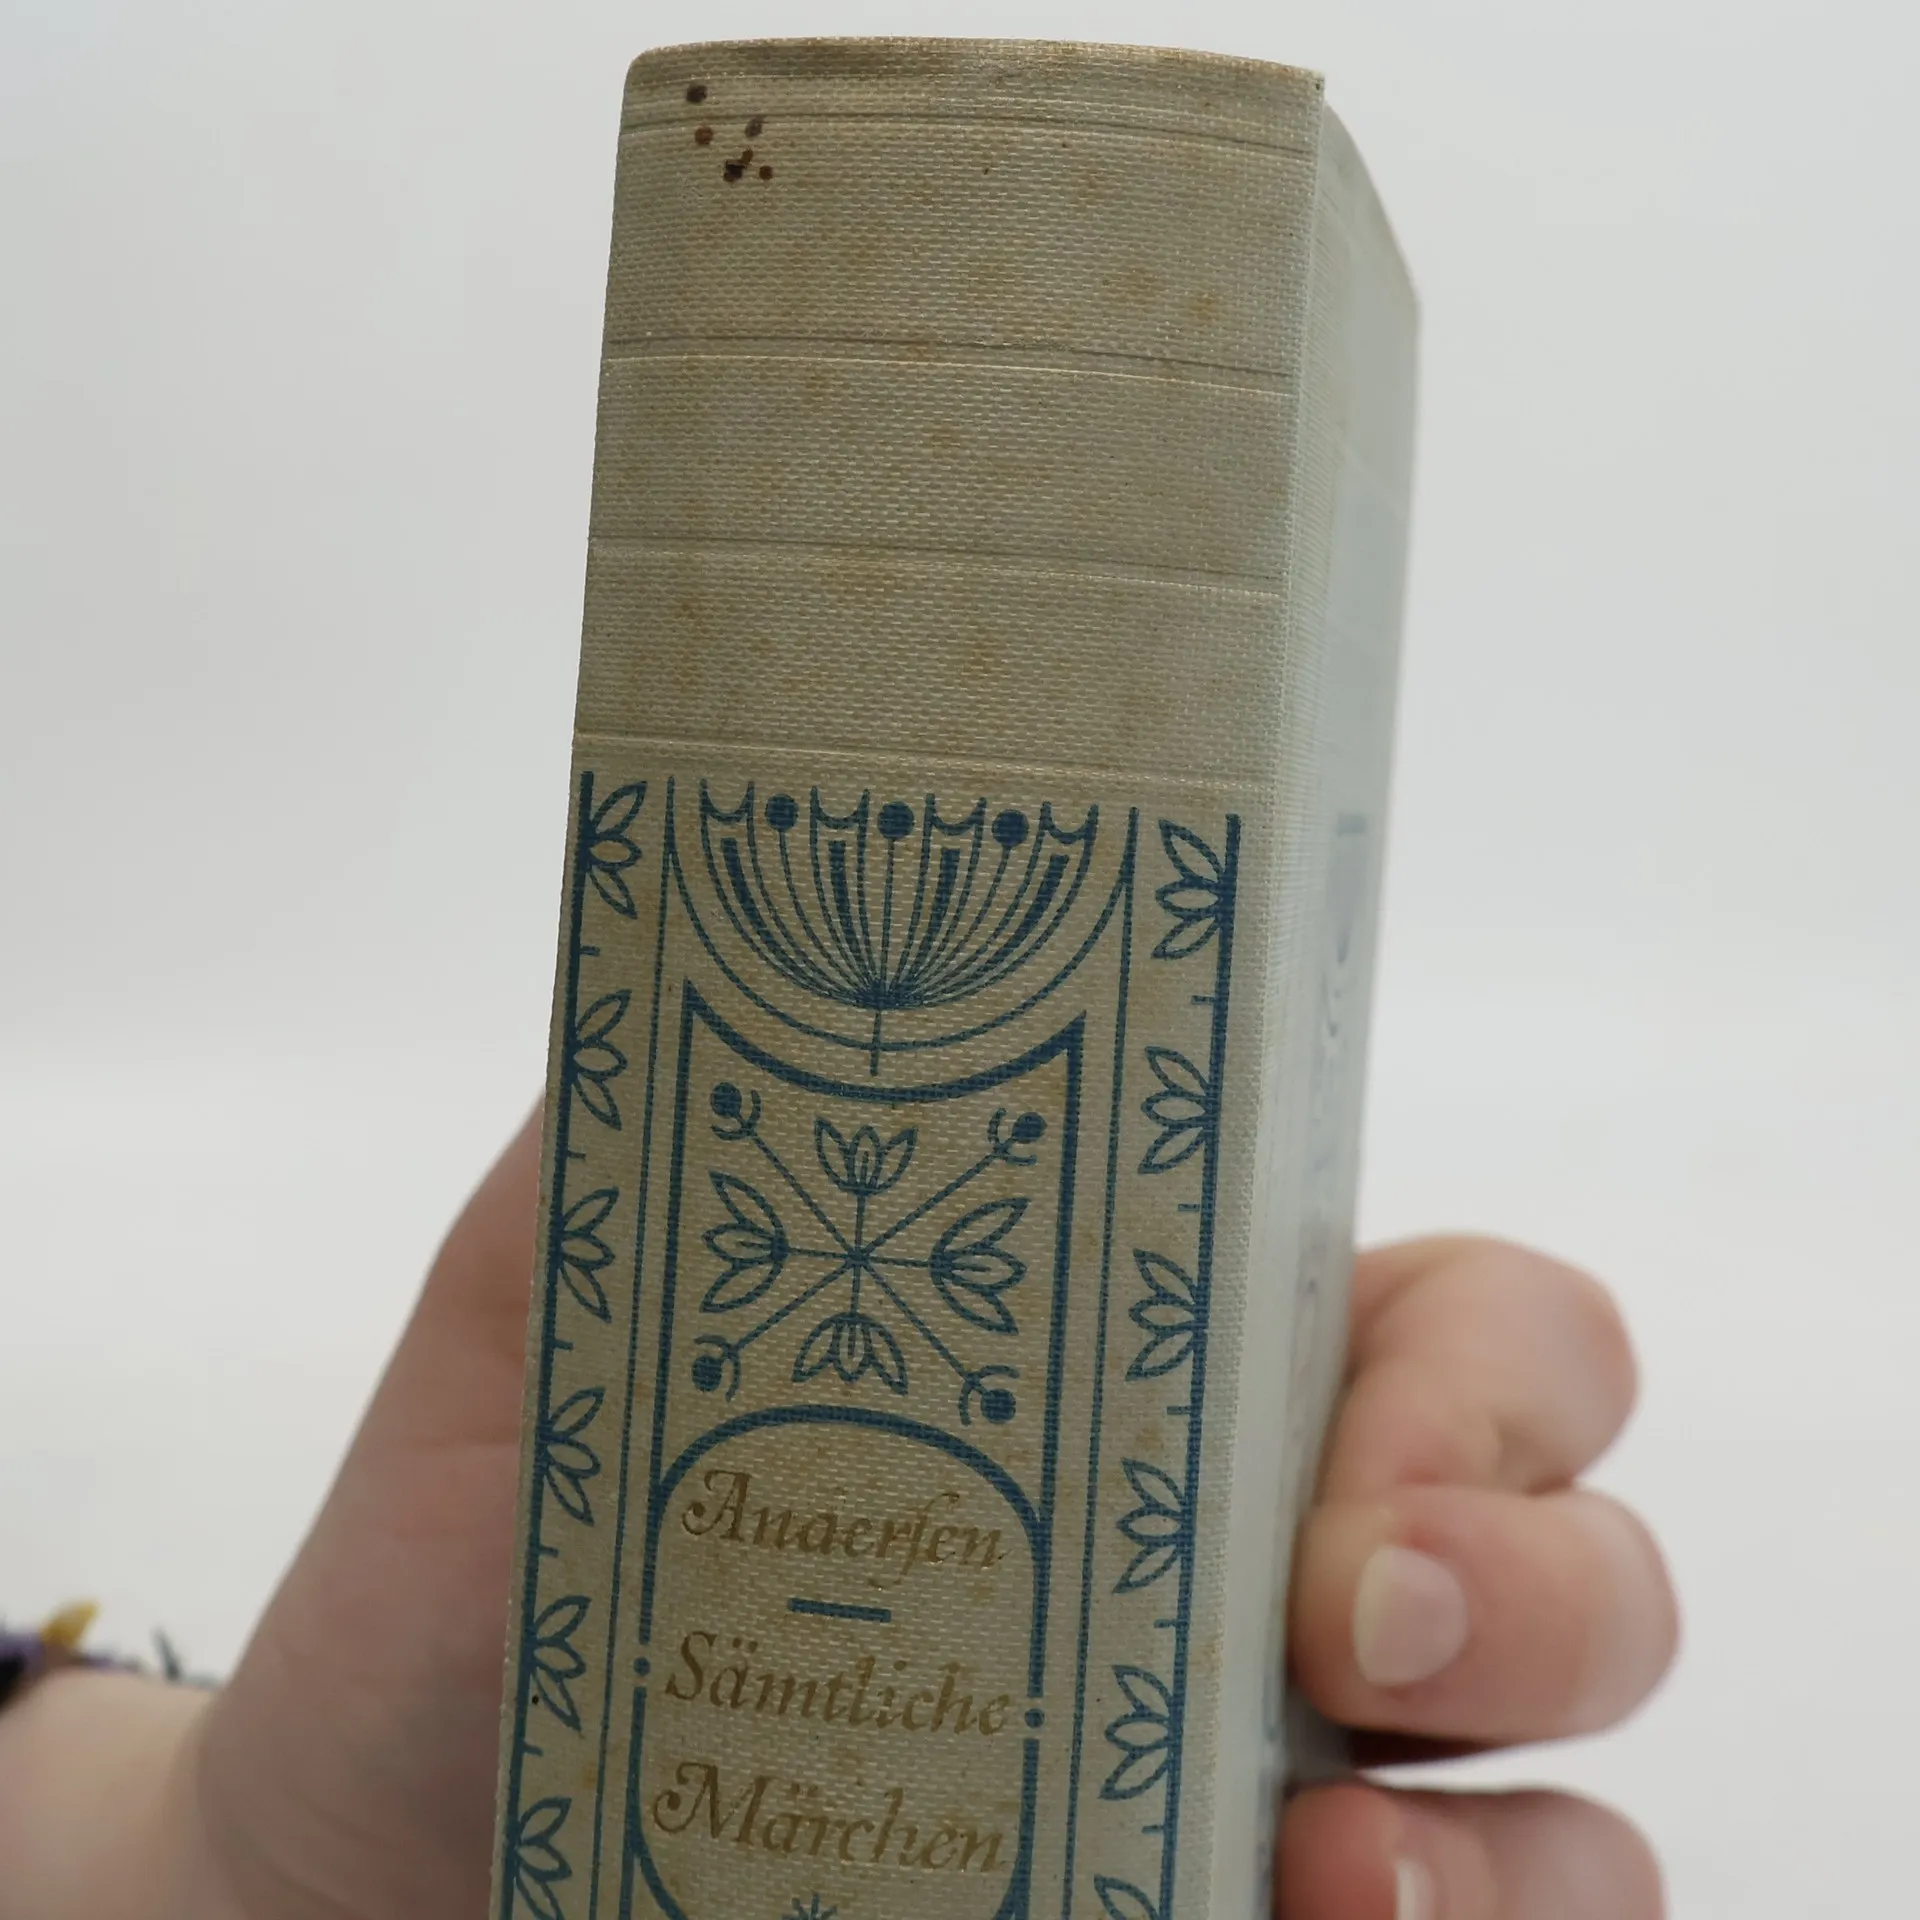 Anderſen
Sämtliche
Märchen